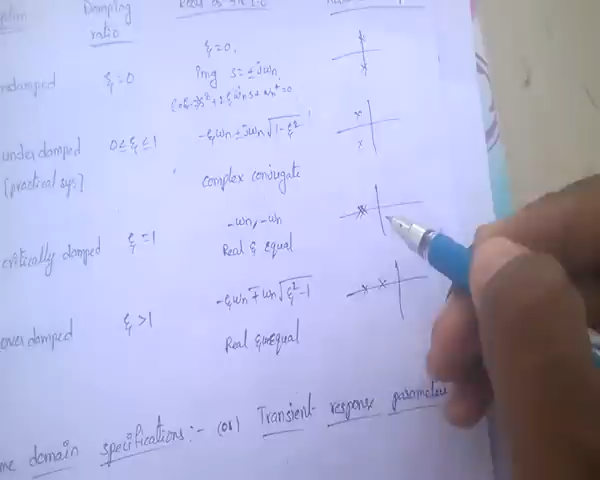 Damping
ratio
ξ=0
ξ=0,
Img s=±jωn
0≤ξ≤1
-ξωn±jωn√1-ξ²
under damped
[practical sys]
complex conjugate
critically damped
ξ=1
-ωn, -ωn
Real & equal
over damped
ξ>1
-ξωn∓ωn√ξ²-1
Real & unequal
domain specifications:- (or) Transient response parameters